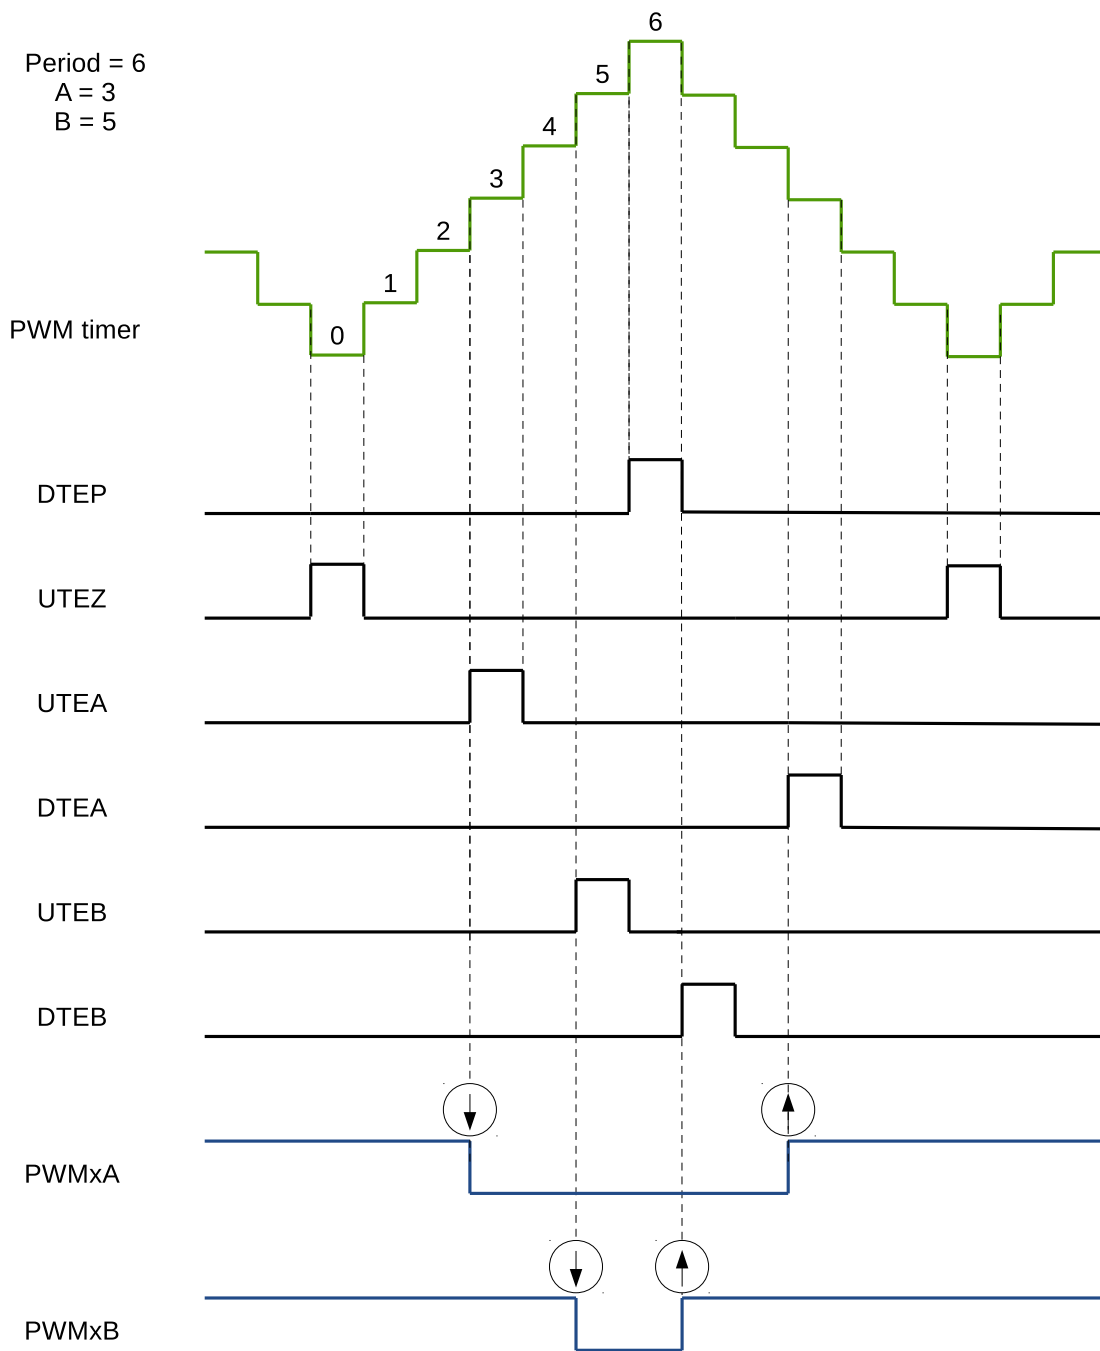 6
Period = 6
A = 3
B = 5
5
4
3
2
1
0
PWM timer
DTEP
UTEZ
UTEA
DTEA
UTEB
DTEB
PWMxA
PWMxB